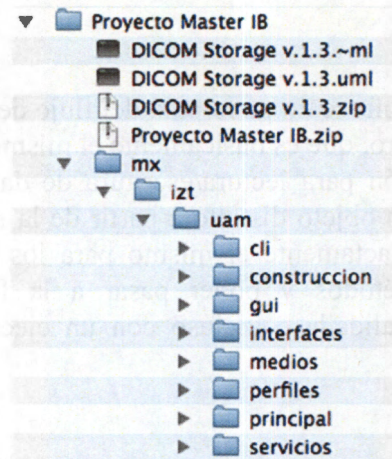 Proyecto Master IB
DICOM Storage v.1.3.~ml
DICOM Storage v.1.3.uml
DICOM Storage v.1.3.zip
Proyecto Master IB.zip
mx
izt
uam
cli
construccion
gui
interfaces
medios
perfiles
principal
servicios